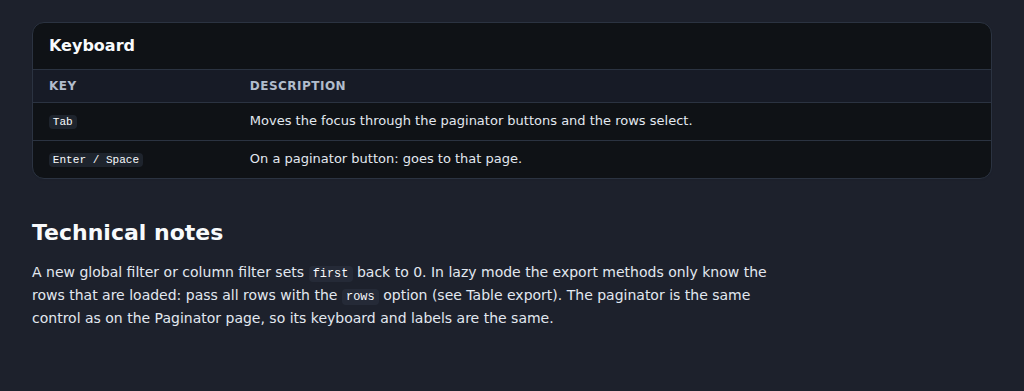 Keyboard
KEY DESCRIPTION
Tab Moves the focus through the paginator buttons and the rows select.
Enter / Space On a paginator button: goes to that page.
Technical notes
A new global filter or column filter sets first back to 0. In lazy mode the export methods only know the
rows that are loaded: pass all rows with the rows option (see Table export). The paginator is the same
control as on the Paginator page, so its keyboard and labels are the same.